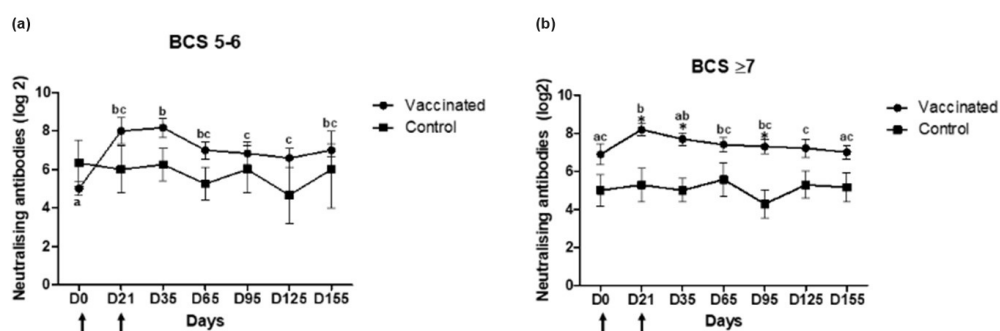 (a)
BCS 5-6
Neutralising antibodies (log 2)
10
8
6
4
2
0
a
bc
b
bc
c
c
bc
D0 D21 D35 D65 D95 D125 D155
Days
Vaccinated
Control
(b)
BCS ≥7
Neutralising antibodies (log2)
10
8
6
4
2
0
ac
b
*
ab
*
bc
bc
*
c
ac
D0 D21 D35 D65 D95 D125 D155
Days
Vaccinated
Control